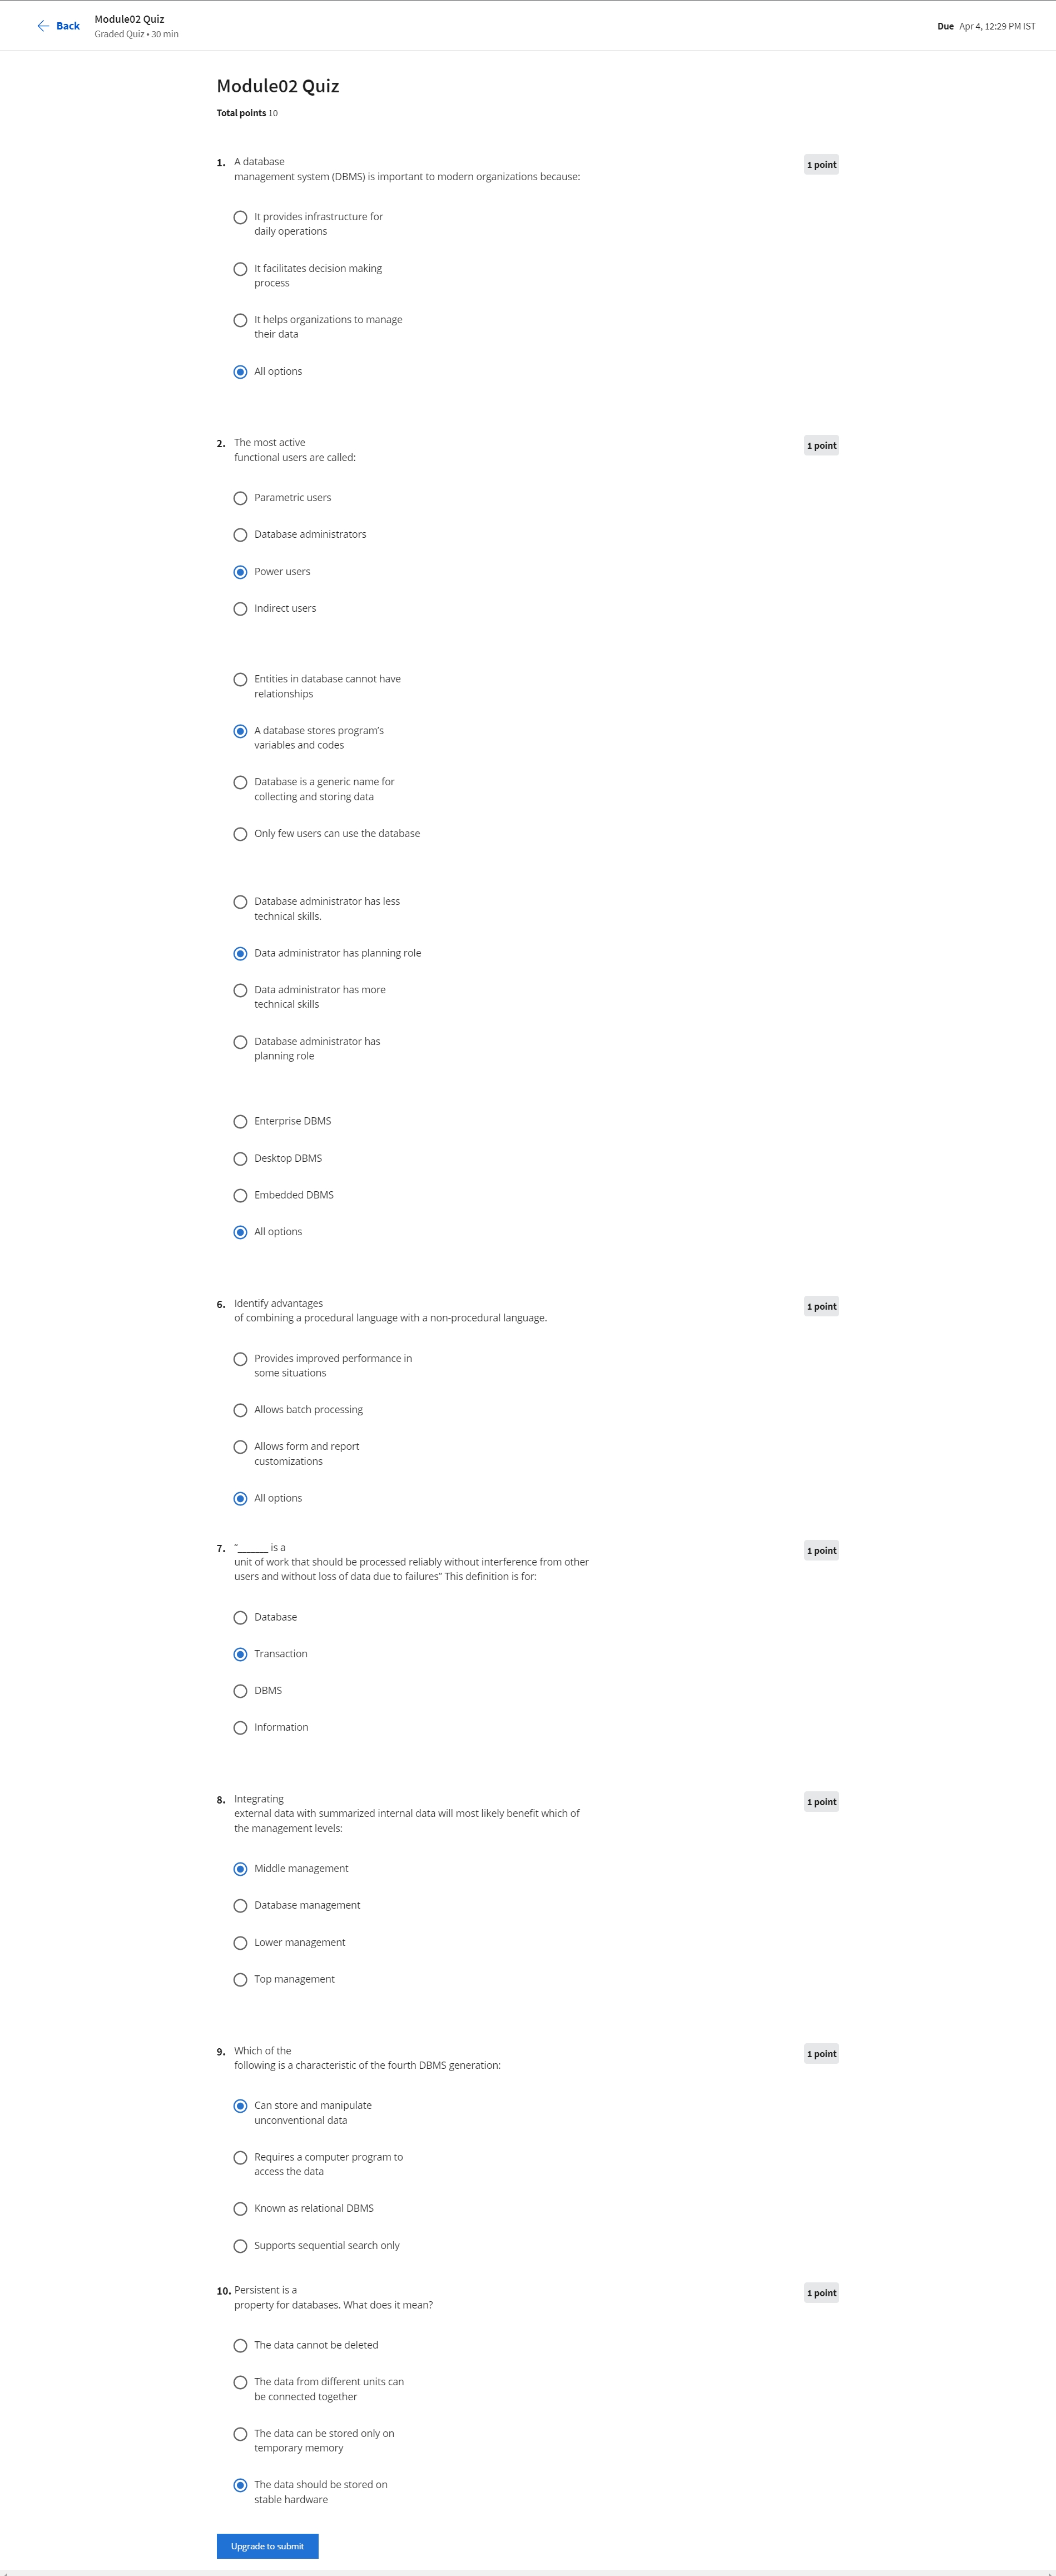 Back
Module02 Quiz
Graded Quiz • 30 min
Due Apr 4, 12:29 PM IST
Module02 Quiz
Total points 10
1. A database
management system (DBMS) is important to modern organizations because:
1 point
It provides infrastructure for
daily operations
It facilitates decision making
process
It helps organizations to manage
their data
All options
2. The most active
functional users are called:
1 point
Parametric users
Database administrators
Power users
Indirect users
Entities in database cannot have
relationships
A database stores program's
variables and codes
Database is a generic name for
collecting and storing data
Only few users can use the database
Database administrator has less
technical skills.
Data administrator has planning role
Data administrator has more
technical skills
Database administrator has
planning role
Enterprise DBMS
Desktop DBMS
Embedded DBMS
All options
6. Identify advantages
of combining a procedural language with a non-procedural language.
1 point
Provides improved performance in
some situations
Allows batch processing
Allows form and report
customizations
All options
7. "______ is a
unit of work that should be processed reliably without interference from other
users and without loss of data due to failures" This definition is for:
1 point
Database
Transaction
DBMS
Information
8. Integrating
external data with summarized internal data will most likely benefit which of
the management levels:
1 point
Middle management
Database management
Lower management
Top management
9. Which of the
following is a characteristic of the fourth DBMS generation:
1 point
Can store and manipulate
unconventional data
Requires a computer program to
access the data
Known as relational DBMS
Supports sequential search only
10. Persistent is a
property for databases. What does it mean?
1 point
The data cannot be deleted
The data from different units can
be connected together
The data can be stored only on
temporary memory
The data should be stored on
stable hardware
Upgrade to submit